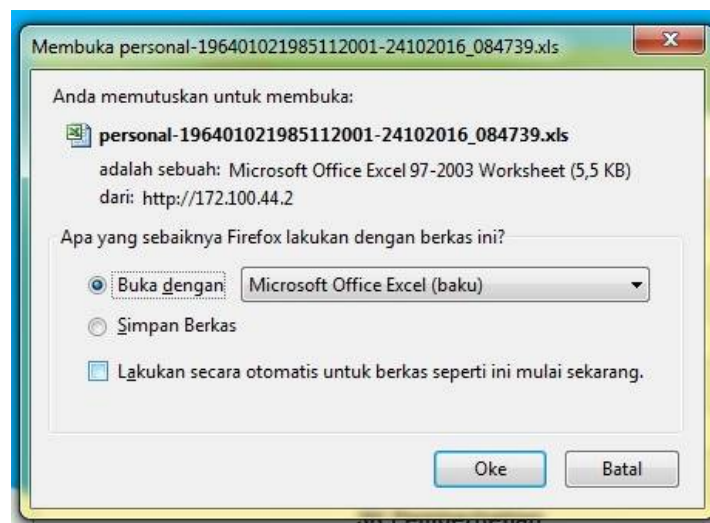 Membuka personal-196401021985112001-24102016_084739.xls
Anda memutuskan untuk membuka:
personal-196401021985112001-24102016_084739.xls
adalah sebuah: Microsoft Office Excel 97-2003 Worksheet (5,5 KB)
dari: http://172.100.44.2
Apa yang sebaiknya Firefox lakukan dengan berkas ini?
Buka dengan Microsoft Office Excel (baku)
Simpan Berkas
Lakukan secara otomatis untuk berkas seperti ini mulai sekarang.
Oke Batal